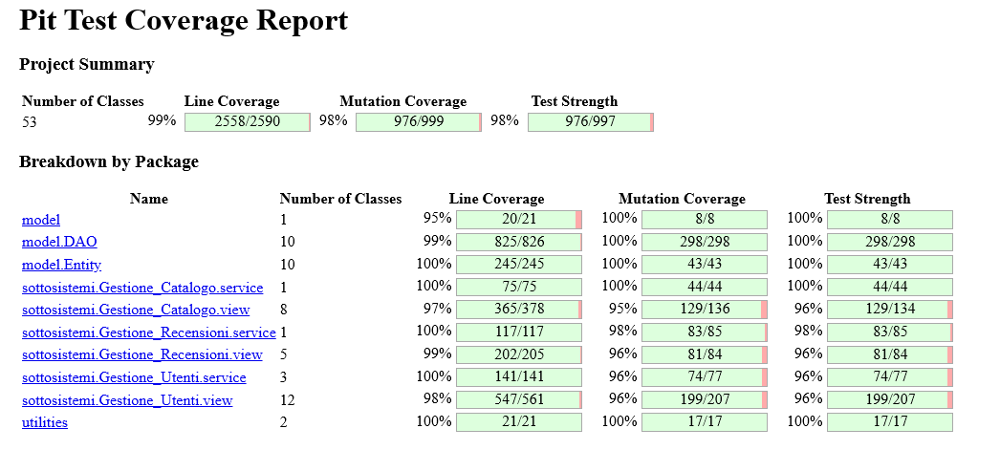 Pit Test Coverage Report
Project Summary
Number of Classes Line Coverage Mutation Coverage Test Strength
53 99% 2558/2590 98% 976/999 98% 976/997
Breakdown by Package
Name Number of Classes Line Coverage Mutation Coverage Test Strength
model 1 95% 20/21 100% 8/8 100% 8/8
model.DAO 10 99% 825/826 100% 298/298 100% 298/298
model.Entity 10 100% 245/245 100% 43/43 100% 43/43
sottosistemi.Gestione_Catalogo.service 1 100% 75/75 100% 44/44 100% 44/44
sottosistemi.Gestione_Catalogo.view 8 97% 365/378 95% 129/136 96% 129/134
sottosistemi.Gestione_Recensioni.service 1 100% 117/117 98% 83/85 98% 83/85
sottosistemi.Gestione_Recensioni.view 5 99% 202/205 96% 81/84 96% 81/84
sottosistemi.Gestione_Utenti.service 3 100% 141/141 96% 74/77 96% 74/77
sottosistemi.Gestione_Utenti.view 12 98% 547/561 96% 199/207 96% 199/207
utilities 2 100% 21/21 100% 17/17 100% 17/17